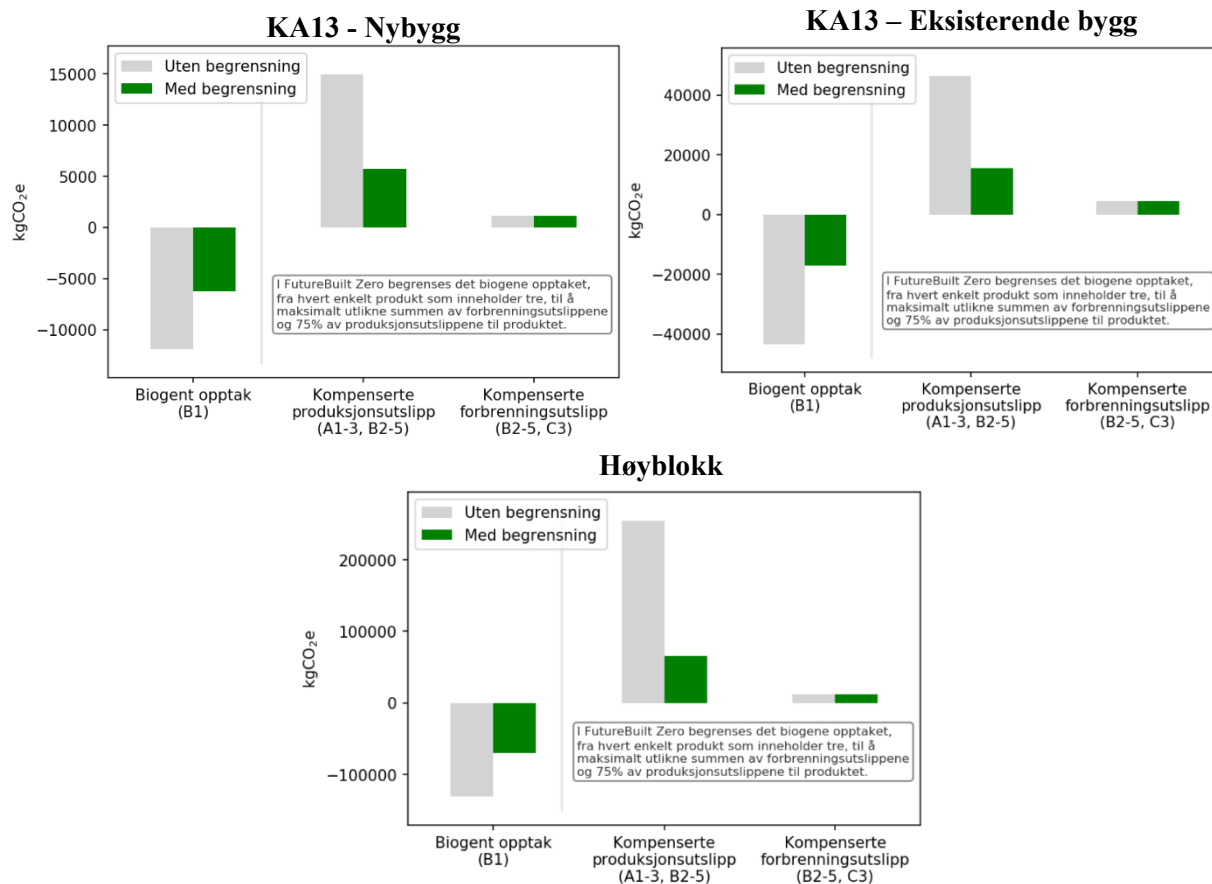 KA13 - Nybygg
Uten begrensning
Med begrensning
15000
10000
5000
0
−5000
−10000
kgCO₂e
I FutureBuilt Zero begrenses det biogene opptaket,
fra hvert enkelt produkt som inneholder tre, til å
maksimalt utlikne summen av forbrenningsutslippene
og 75% av produksjonsutslippene til produktet.
Biogent opptak
(B1)
Kompenserte
produksjonsutslipp
(A1-3, B2-5)
Kompenserte
forbrenningsutslipp
(B2-5, C3)
KA13 – Eksisterende bygg
Uten begrensning
Med begrensning
40000
20000
0
−20000
−40000
kgCO₂e
I FutureBuilt Zero begrenses det biogene opptaket,
fra hvert enkelt produkt som inneholder tre, til å
maksimalt utlikne summen av forbrenningsutslippene
og 75% av produksjonsutslippene til produktet.
Biogent opptak
(B1)
Kompenserte
produksjonsutslipp
(A1-3, B2-5)
Kompenserte
forbrenningsutslipp
(B2-5, C3)
Høyblokk
Uten begrensning
Med begrensning
200000
100000
0
−100000
kgCO₂e
I FutureBuilt Zero begrenses det biogene opptaket,
fra hvert enkelt produkt som inneholder tre, til å
maksimalt utlikne summen av forbrenningsutslippene
og 75% av produksjonsutslippene til produktet.
Biogent opptak
(B1)
Kompenserte
produksjonsutslipp
(A1-3, B2-5)
Kompenserte
forbrenningsutslipp
(B2-5, C3)